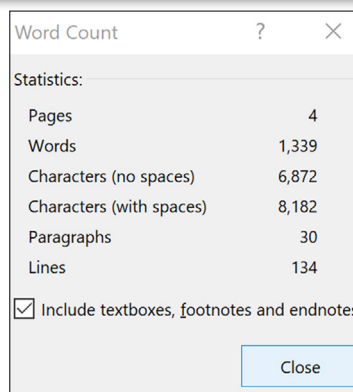 Word Count ? ×
Statistics:
Pages 4
Words 1,339
Characters (no spaces) 6,872
Characters (with spaces) 8,182
Paragraphs 30
Lines 134
Include textboxes, footnotes and endnotes
Close